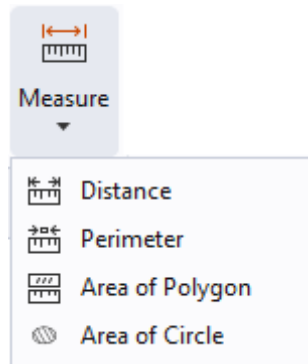 Measure
Distance
Perimeter
Area of Polygon
Area of Circle